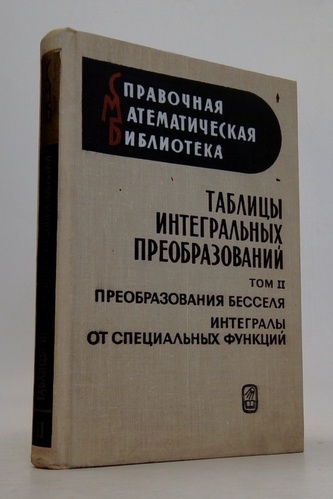 СПРАВОЧНАЯ
МАТЕМАТИЧЕСКАЯ
БИБЛИОТЕКА
ТАБЛИЦЫ
ИНТЕГРАЛЬНЫХ
ПРЕОБРАЗОВАНИЙ
ТОМ II
ПРЕОБРАЗОВАНИЯ БЕССЕЛЯ
ИНТЕГРАЛЫ
ОТ СПЕЦИАЛЬНЫХ ФУНКЦИЙ